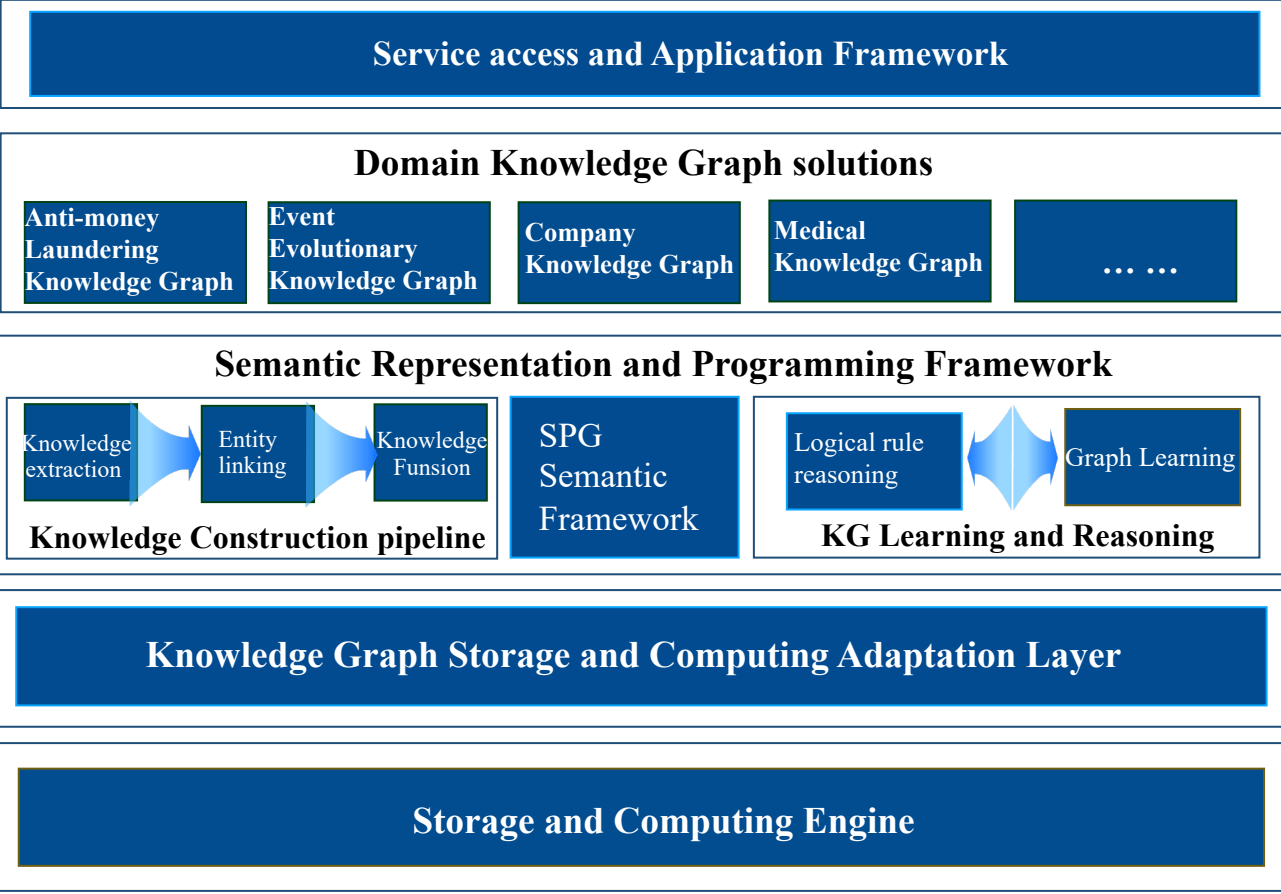 Service access and Application Framework
Domain Knowledge Graph solutions
Anti-money
Laundering
Knowledge Graph
Event
Evolutionary
Knowledge Graph
Company
Knowledge Graph
Medical
Knowledge Graph
... ...
Semantic Representation and Programming Framework
Knowledge
extraction
Entity
linking
Knowledge
Funsion
Knowledge Construction pipeline
SPG
Semantic
Framework
Logical rule
reasoning
Graph Learning
KG Learning and Reasoning
Knowledge Graph Storage and Computing Adaptation Layer
Storage and Computing Engine